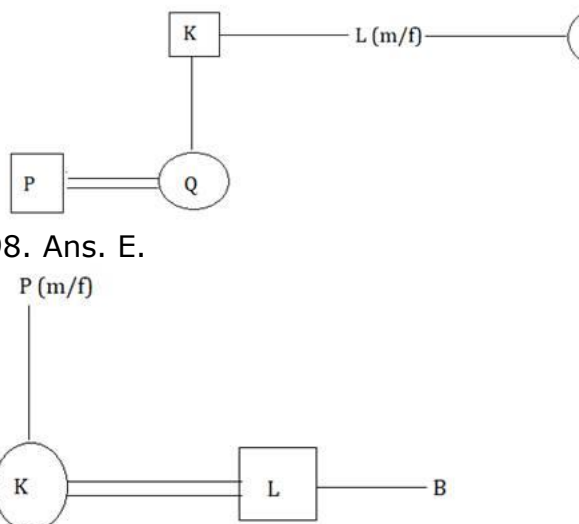 K L (m/f)
P Q
8. Ans. E.
P (m/f)
K L B